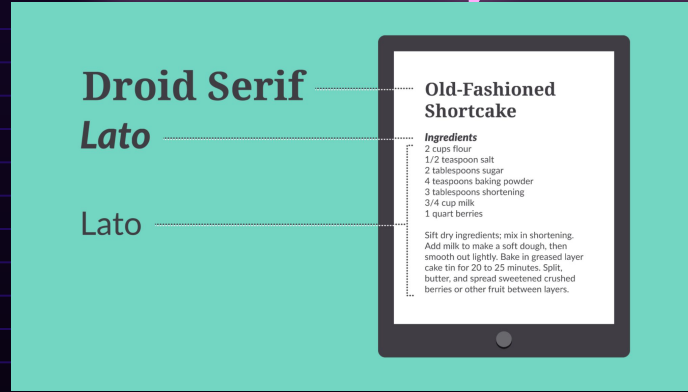 Droid Serif
Lato
Lato
Old-Fashioned
Shortcake
Ingredients
2 cups flour
1/2 teaspoon salt
2 tablespoons sugar
4 teaspoons baking powder
3 tablespoons shortening
3/4 cup milk
1 quart berries
Sift dry ingredients; mix in shortening.
Add milk to make a soft dough, then
smooth out lightly. Bake in greased layer
cake tin for 20 to 25 minutes. Split,
butter, and spread sweetened crushed
berries or other fruit between layers.